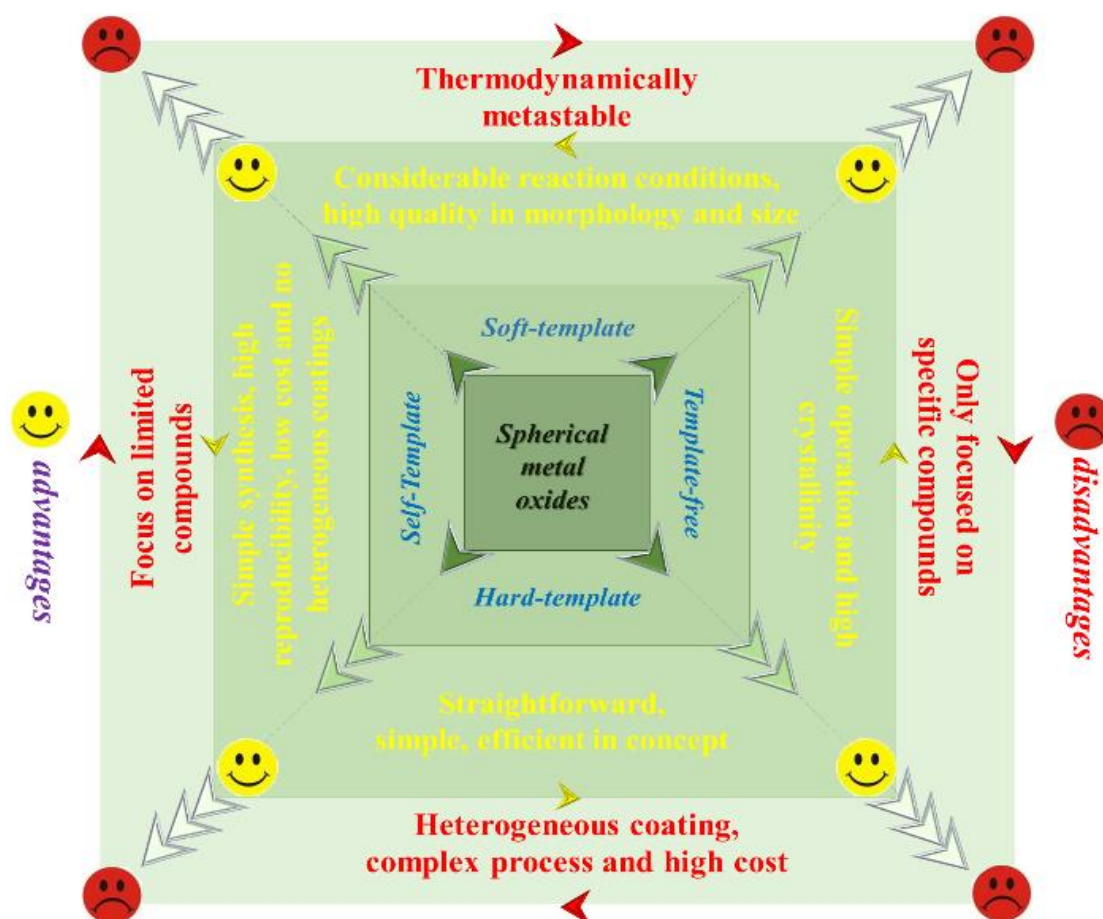 Thermodynamically
metastable
Considerable reaction conditions,
high quality in morphology and size
Soft-template
Spherical
metal
oxides
Self-Template
Template-free
Hard-template
Simple synthesis, high
reproducibility, low cost and no
heterogeneous coatings
Simple operation and high
crystallinity
Focus on limited
compounds
Only focused on
specific compounds
advantages
disadvantages
Straightforward,
simple, efficient in concept
Heterogeneous coating,
complex process and high cost